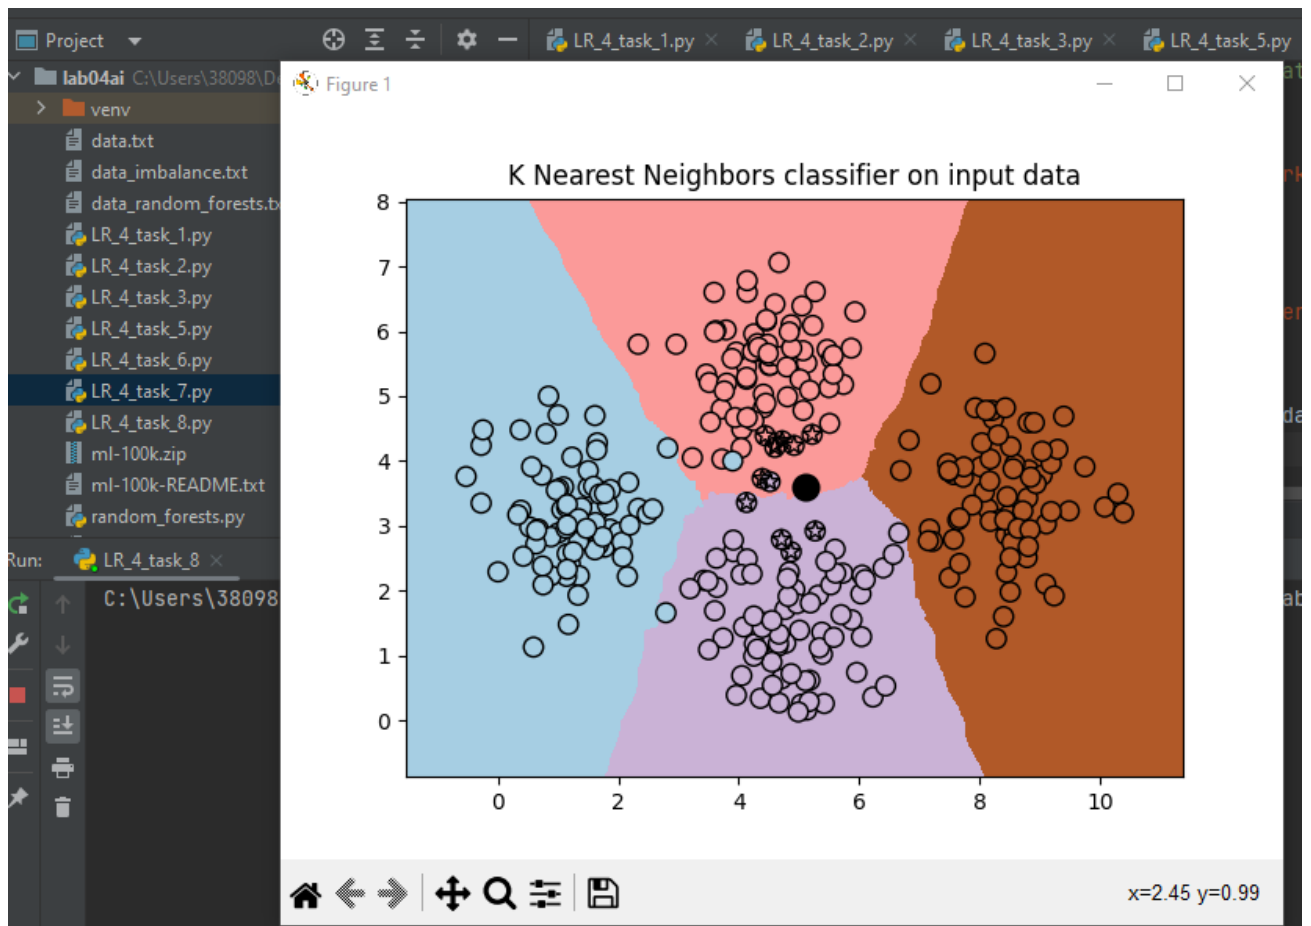 Project
LR_4_task_1.py
LR_4_task_2.py
LR_4_task_3.py
LR_4_task_5.py
lab04ai C:\Users\38098\D
Figure 1
venv
data.txt
data_imbalance.txt
data_random_forests.tx
LR_4_task_1.py
LR_4_task_2.py
LR_4_task_3.py
LR_4_task_5.py
LR_4_task_6.py
LR_4_task_7.py
LR_4_task_8.py
ml-100k.zip
ml-100k-README.txt
random_forests.py
K Nearest Neighbors classifier on input data
8
7
6
5
4
3
2
1
0
0 2 4 6 8 10
Run:
LR_4_task_8
C:\Users\38098
x=2.45 y=0.99